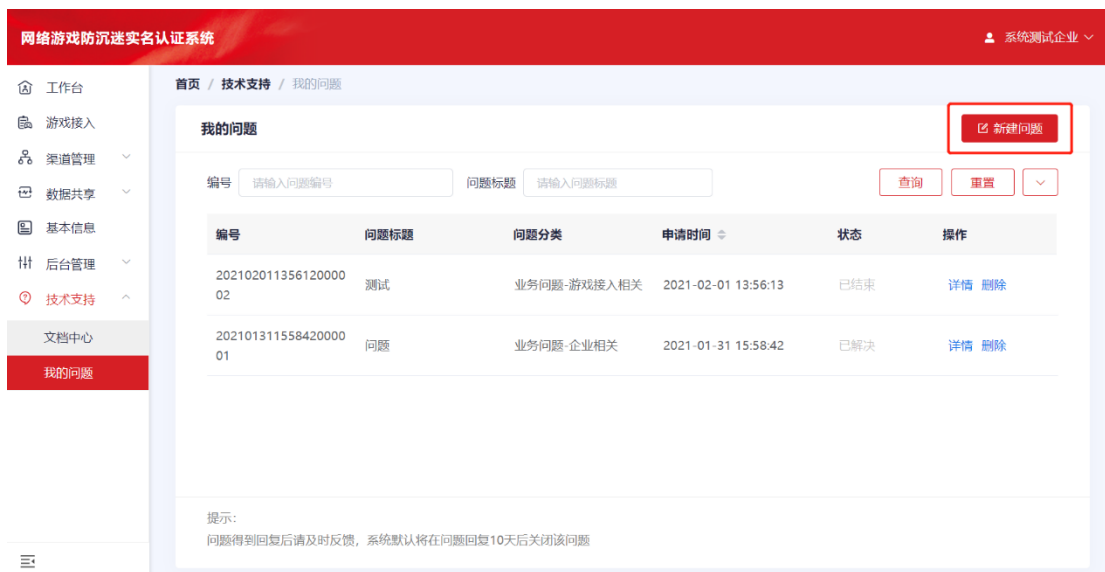 网络游戏防沉迷实名认证系统
系统测试企业
工作台
游戏接入
渠道管理
数据共享
基本信息
后台管理
技术支持
文档中心
我的问题
首页 / 技术支持 / 我的问题
我的问题
新建问题
编号 请输入问题编号 问题标题 请输入问题标题 查询 重置
编号 问题标题 问题分类 申请时间 状态 操作
202102011356120000
02
测试 业务问题-游戏接入相关 2021-02-01 13:56:13 已结束 详情 删除
202101311558420000
01
问题 业务问题-企业相关 2021-01-31 15:58:42 已解决 详情 删除
提示:
问题得到回复后请及时反馈，系统默认将在问题回复10天后关闭该问题